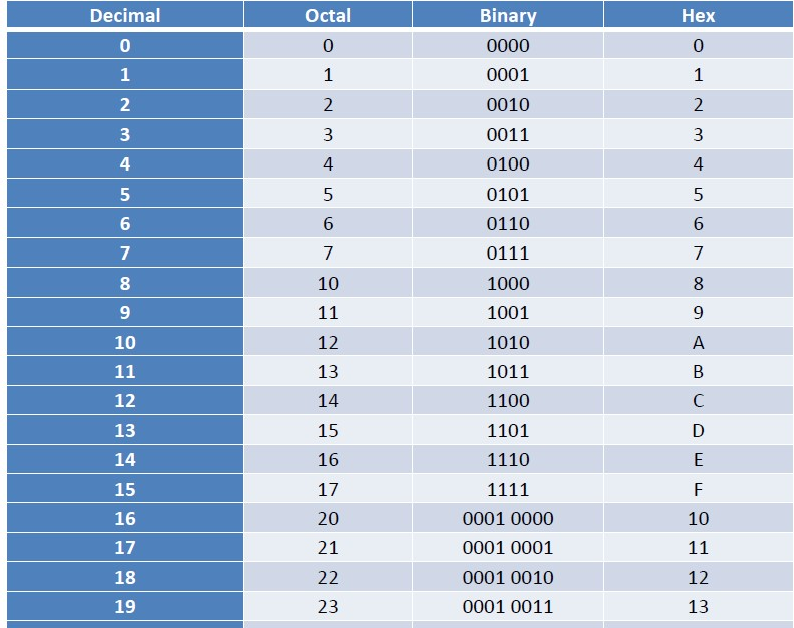 Decimal Octal Binary Hex
0 0 0000 0
1 1 0001 1
2 2 0010 2
3 3 0011 3
4 4 0100 4
5 5 0101 5
6 6 0110 6
7 7 0111 7
8 10 1000 8
9 11 1001 9
10 12 1010 A
11 13 1011 B
12 14 1100 C
13 15 1101 D
14 16 1110 E
15 17 1111 F
16 20 0001 0000 10
17 21 0001 0001 11
18 22 0001 0010 12
19 23 0001 0011 13